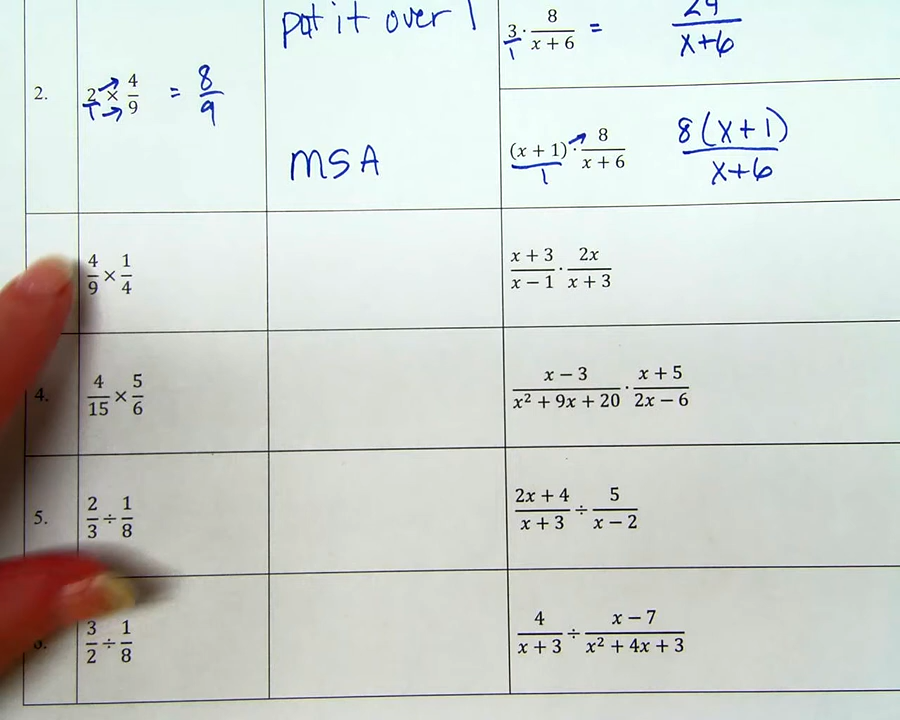 put it over 1
3/1 · 8/(x + 6) = 24/(x+6)
2. 2/1 × 4/9 = 8/9
MSA
(x + 1)/1 · 8/(x + 6) 8(x+1)/(x+6)
4/9 × 1/4 (x + 3)/(x − 1) · 2x/(x + 3)
4. 4/15 × 5/6 (x − 3)/(x² + 9x + 20) · (x + 5)/(2x − 6)
5. 2/3 ÷ 1/8 (2x + 4)/(x + 3) ÷ 5/(x − 2)
3/2 ÷ 1/8 4/(x + 3) ÷ (x − 7)/(x² + 4x + 3)